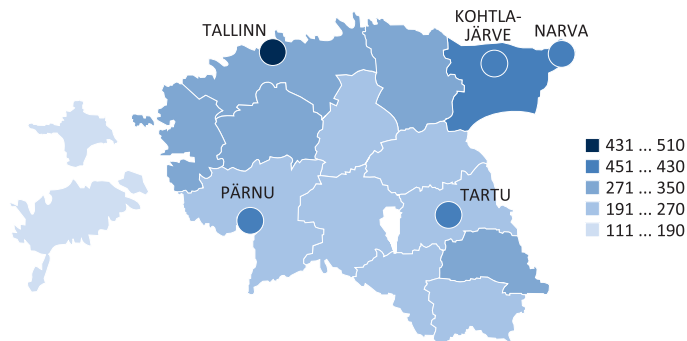 TALLINN
KOHTLA-
JÄRVE
NARVA
PÄRNU
TARTU
431 ... 510
451 ... 430
271 ... 350
191 ... 270
111 ... 190